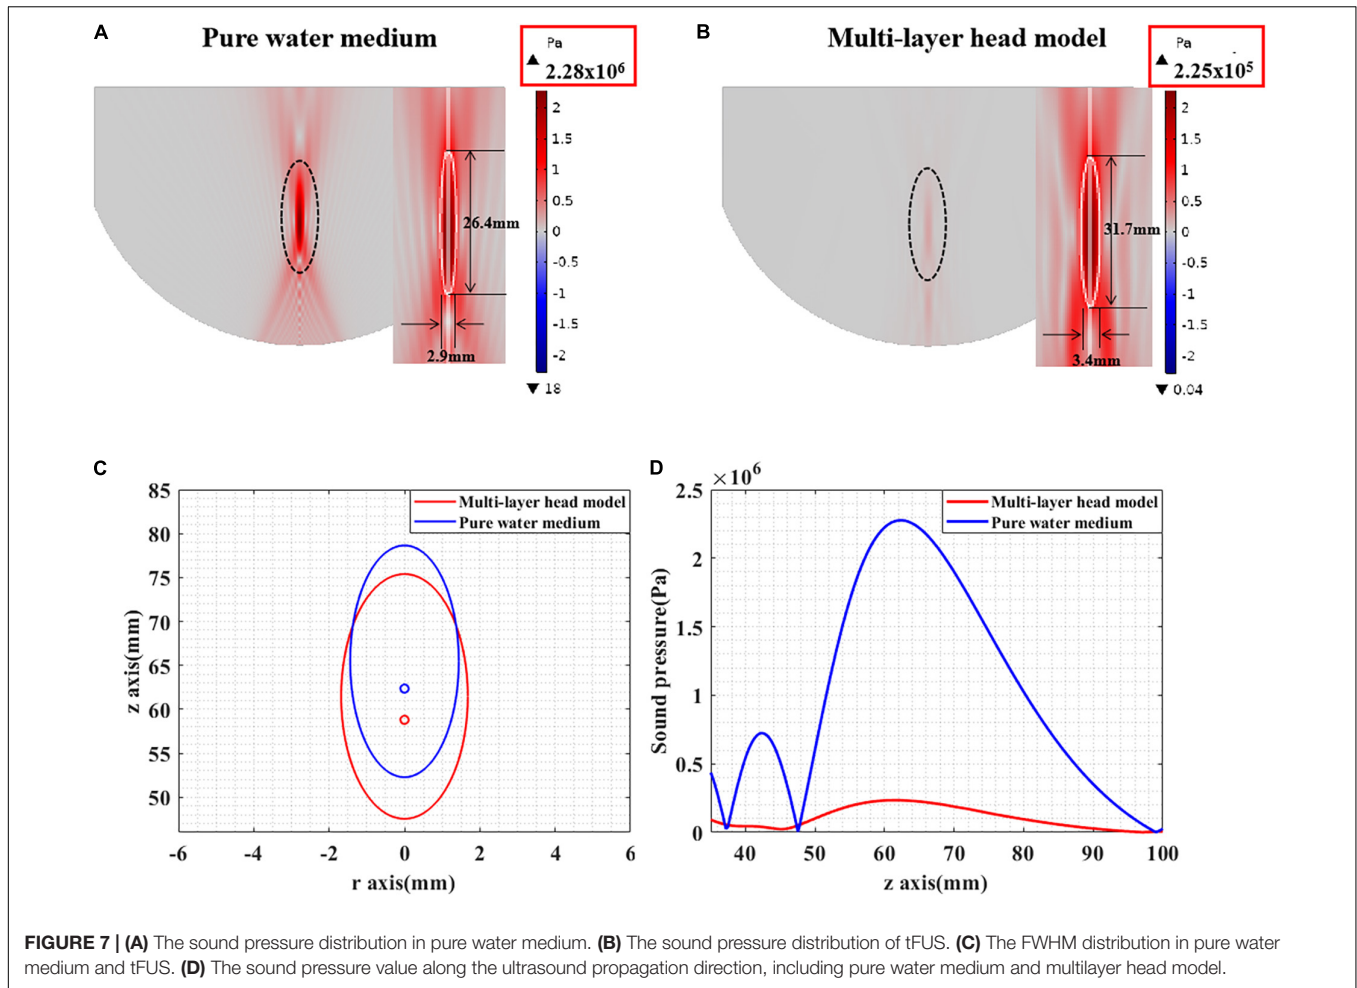 A
Pure water medium
Pa
▲ 2.28x10⁶
2
1.5
1
0.5
0
-0.5
-1
-1.5
-2
▼ 18
26.4mm
2.9mm
B
Multi-layer head model
Pa
▲ 2.25x10⁵
2
1.5
1
0.5
0
-0.5
-1
-1.5
-2
▼ 0.04
31.7mm
3.4mm
C
85
80
75
70
65
60
55
50
z axis(mm)
Multi-layer head model
Pure water medium
-6 -4 -2 0 2 4 6
r axis(mm)
D
×10⁶
2.5
2
1.5
1
0.5
0
Sound pressure(Pa)
Multi-layer head model
Pure water medium
40 50 60 70 80 90 100
z axis(mm)
FIGURE 7 | (A) The sound pressure distribution in pure water medium. (B) The sound pressure distribution of tFUS. (C) The FWHM distribution in pure water
medium and tFUS. (D) The sound pressure value along the ultrasound propagation direction, including pure water medium and multilayer head model.